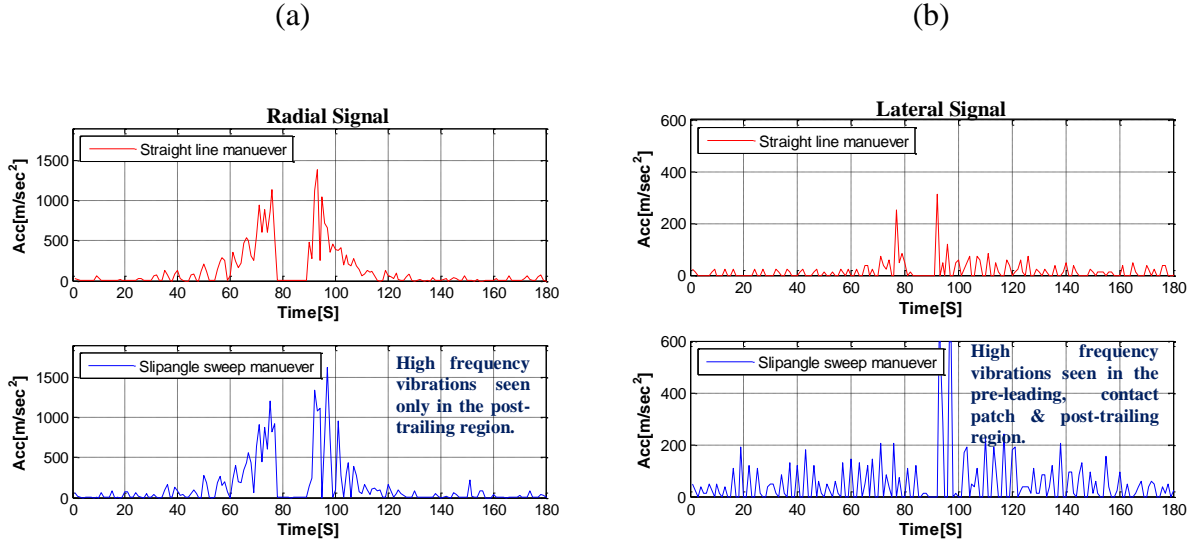 (a)
(b)
Radial Signal
Straight line manuever
Acc[m/sec²]
1500
1000
500
0
0 20 40 60 80 100 120 140 160 180
Time[S]
Lateral Signal
Straight line manuever
Acc[m/sec²]
600
400
200
0
0 20 40 60 80 100 120 140 160 180
Time[S]
Slipangle sweep manuever
High frequency
vibrations seen
only in the post-
trailing region.
Acc[m/sec²]
1500
1000
500
0
0 20 40 60 80 100 120 140 160 180
Time[S]
Slipangle sweep manuever
High frequency
vibrations seen in the
pre-leading, contact
patch & post-trailing
region.
Acc[m/sec²]
600
400
200
0
0 20 40 60 80 100 120 140 160 180
Time[S]